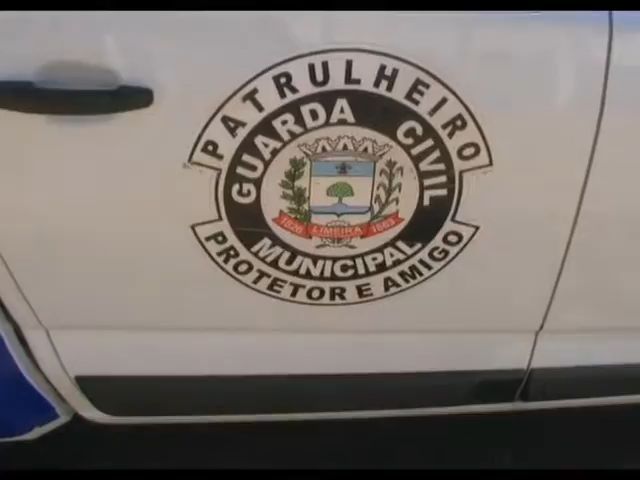 PATRULHEIRO
GUARDA CIVIL
1826 LIMEIRA 1863
MUNICIPAL
PROTETOR E AMIGO